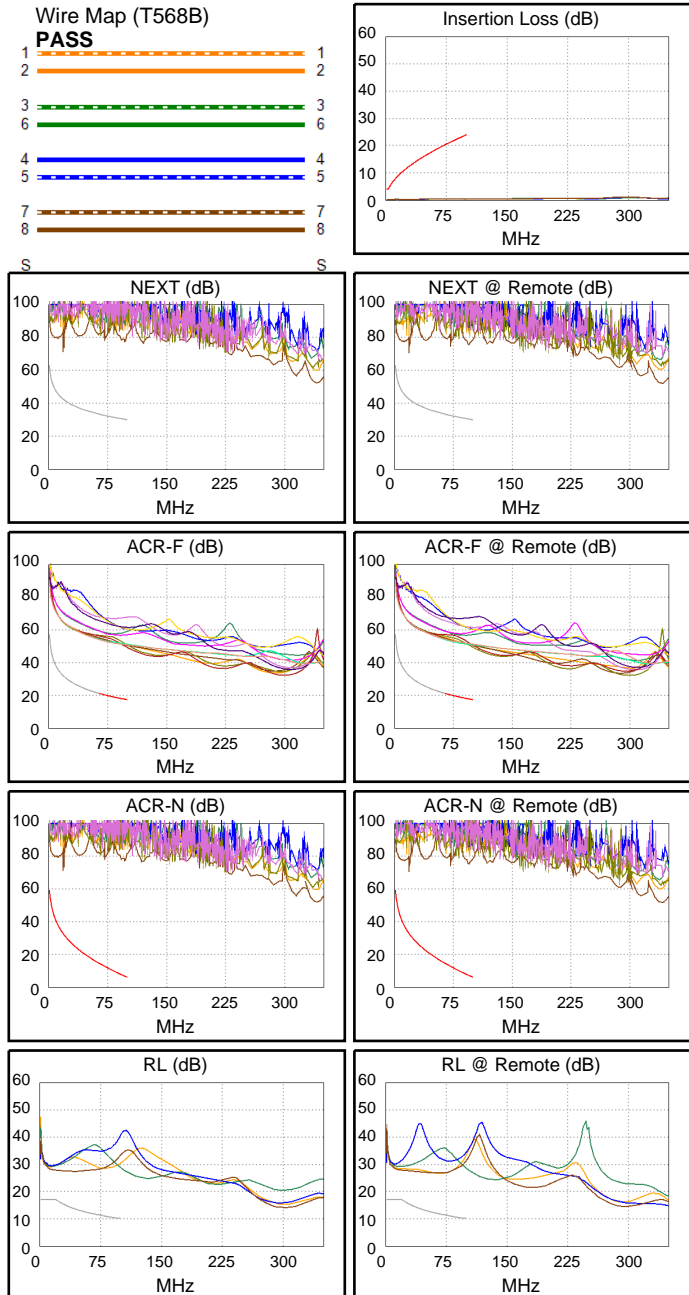 Wire Map (T568B)
PASS
1 1
2 2
3 3
6 6
4 4
5 5
7 7
8 8
S S
Insertion Loss (dB)
60
50
40
30
20
10
0
0 75 150 225 300
MHz
NEXT (dB)
100
80
60
40
20
0
0 75 150 225 300
MHz
NEXT @ Remote (dB)
100
80
60
40
20
0
0 75 150 225 300
MHz
ACR-F (dB)
100
80
60
40
20
0
0 75 150 225 300
MHz
ACR-F @ Remote (dB)
100
80
60
40
20
0
0 75 150 225 300
MHz
ACR-N (dB)
100
80
60
40
20
0
0 75 150 225 300
MHz
ACR-N @ Remote (dB)
100
80
60
40
20
0
0 75 150 225 300
MHz
RL (dB)
60
50
40
30
20
10
0
0 75 150 225 300
MHz
RL @ Remote (dB)
60
50
40
30
20
10
0
0 75 150 225 300
MHz